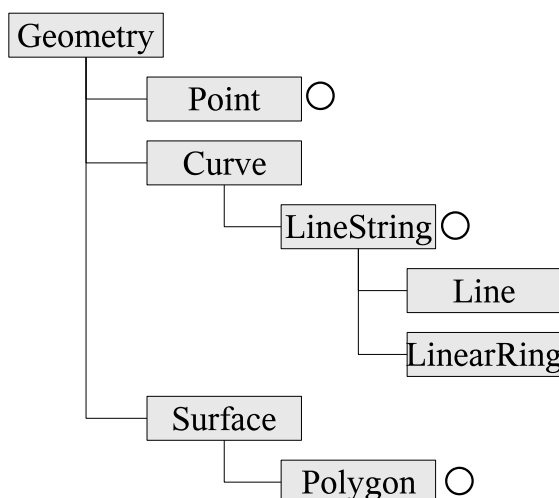 Geometry
Point
Curve
LineString
Line
LinearRing
Surface
Polygon